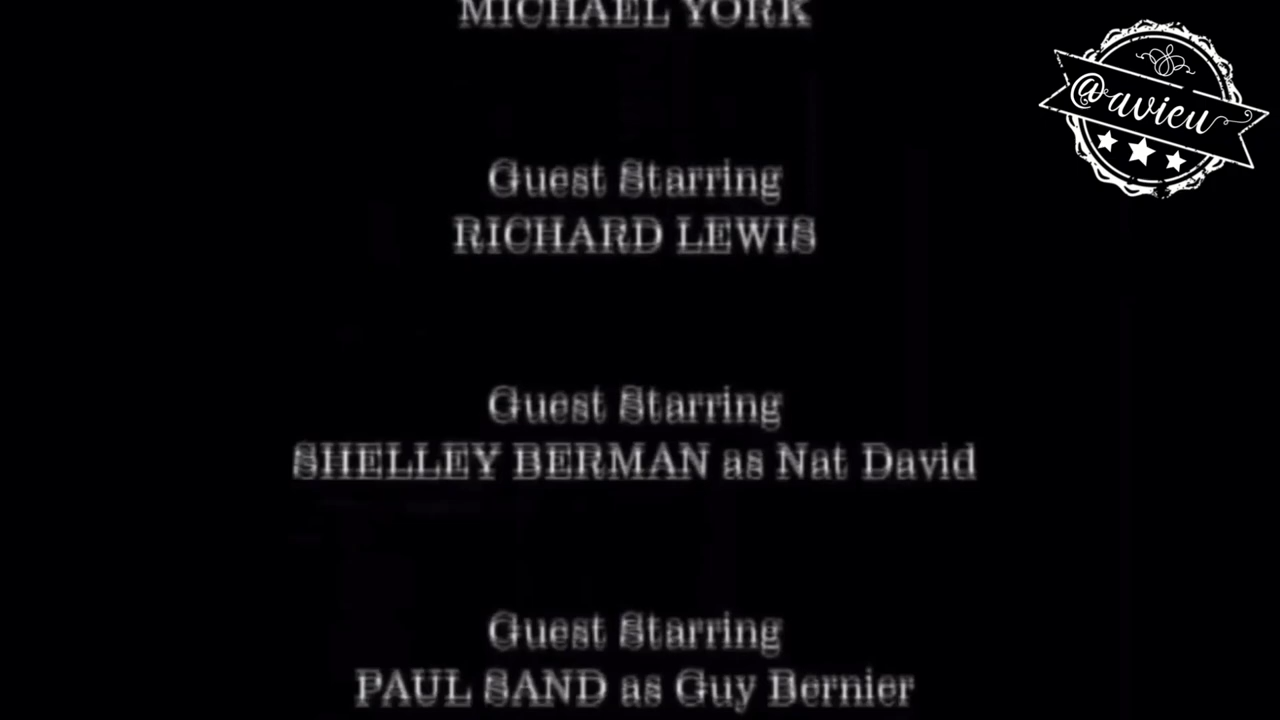 MICHAEL YORK
@avieu
Guest Starring
RICHARD LEWIS
Guest Starring
SHELLEY BERMAN as Nat David
Guest Starring
PAUL SAND as Guy Bernier